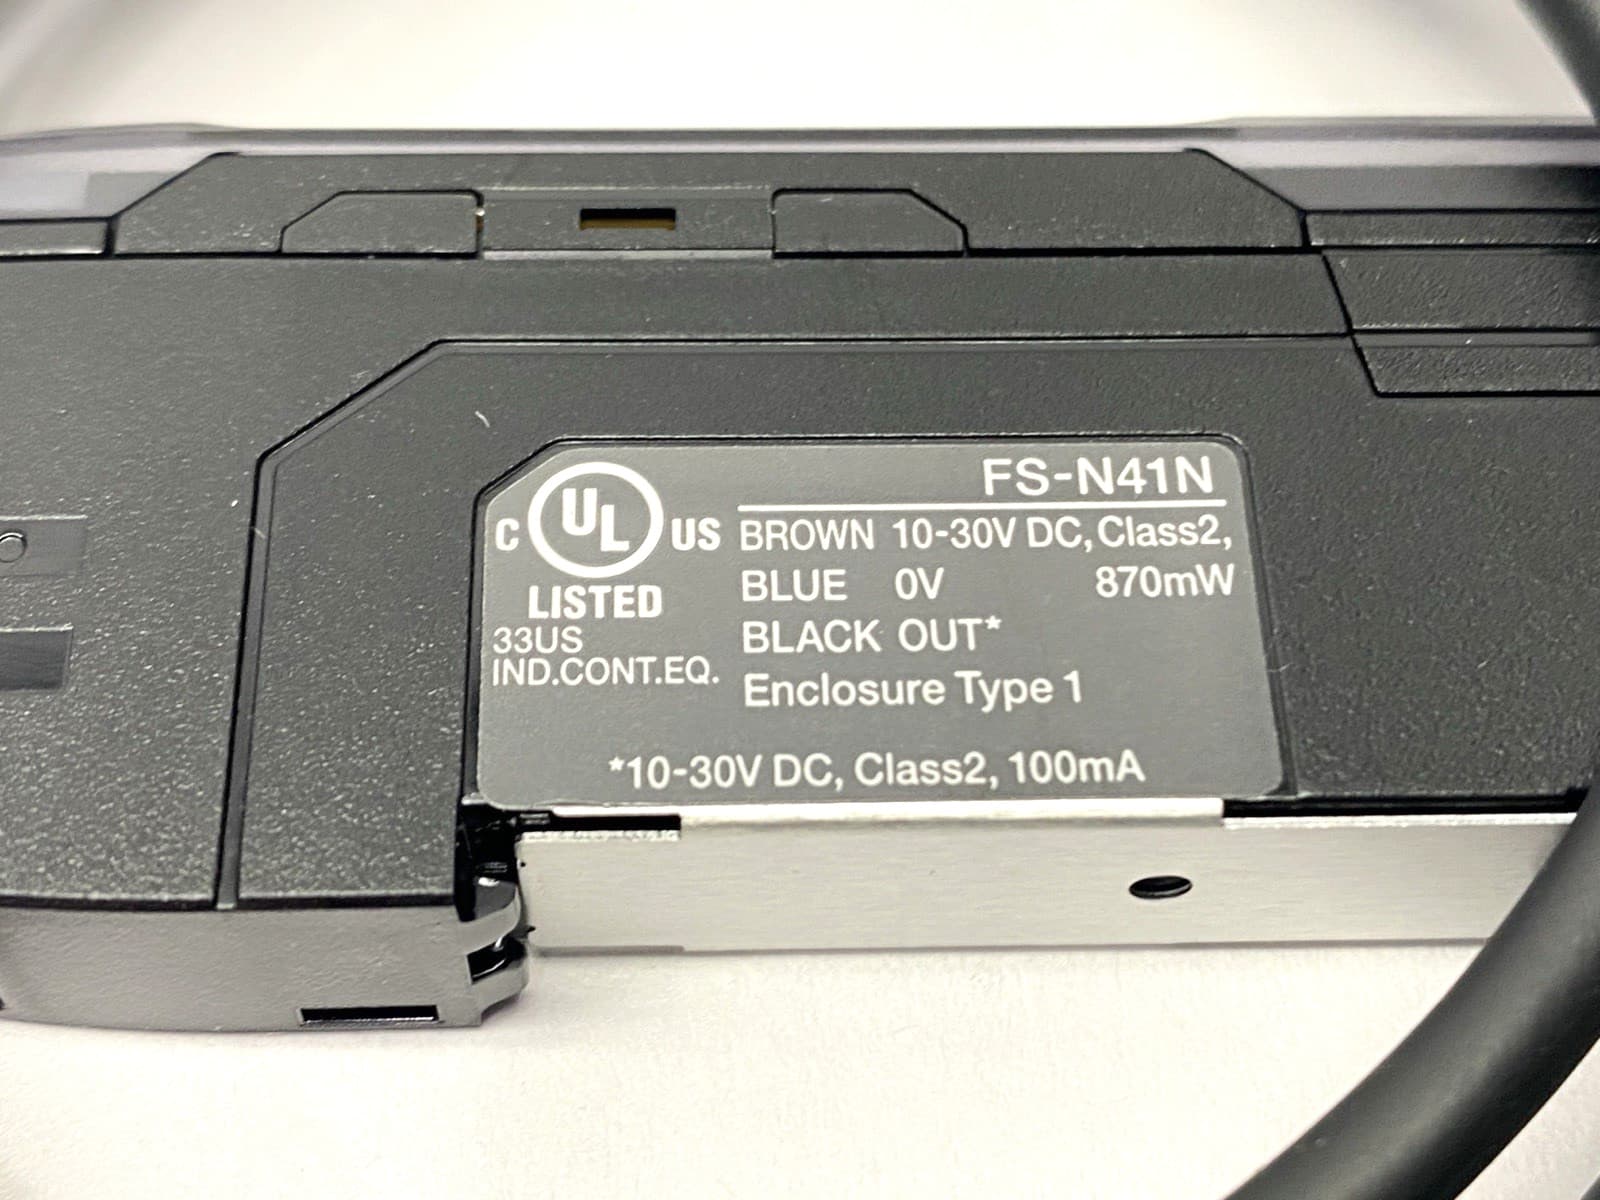 FS-N41N
C UL US
LISTED
33US
IND.CONT.EQ.
BROWN 10-30V DC, Class2,
BLUE 0V 870mW
BLACK OUT*
Enclosure Type 1
*10-30V DC, Class2, 100mA